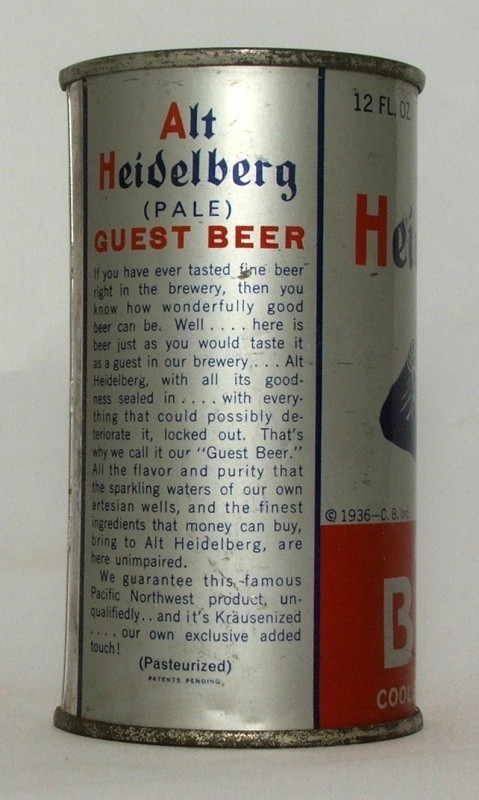 Alt
Heidelberg
(PALE)
GUEST BEER
If you have ever tasted fine beer
right in the brewery, then you
know how wonderfully good
beer can be. Well . . . . here is
beer just as you would taste it
as a guest in our brewery . . . Alt
Heidelberg, with all its good-
ness sealed in . . . . with every-
thing that could possibly de-
teriorate it, locked out. That's
why we call it our "Guest Beer."
All the flavor and purity that
the sparkling waters of our own
artesian wells, and the finest
ingredients that money can buy,
bring to Alt Heidelberg, are
here unimpaired.
We guarantee this famous
Pacific Northwest product, un-
qualifiedly . . and it's Kräusenized
. . . . our own exclusive added
touch!
(Pasteurized)
PATENTS PENDING.
12 FL. OZ
Hei
© 1936—C. B. Inc.
B
COOL